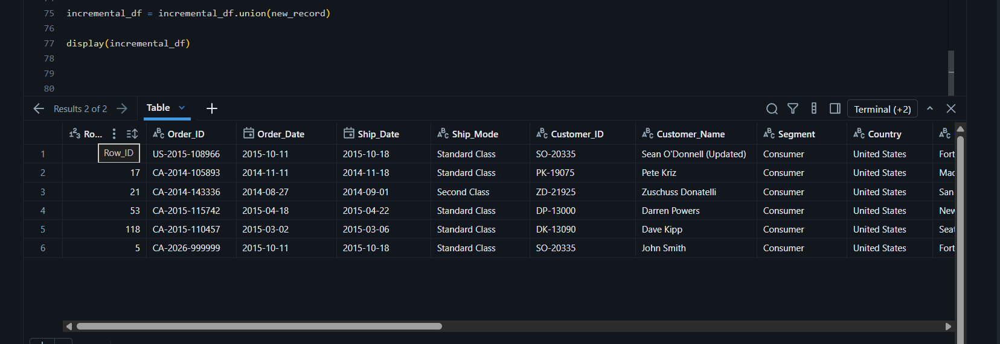 75 incremental_df = incremental_df.union(new_record)
76
77 display(incremental_df)
78
79
80
Results 2 of 2 Table Terminal (+2)
Ro... Order_ID Order_Date Ship_Date Ship_Mode Customer_ID Customer_Name Segment Country
Row_ID
1 US-2015-108966 2015-10-11 2015-10-18 Standard Class SO-20335 Sean O'Donnell (Updated) Consumer United States Fort
2 17 CA-2014-105893 2014-11-11 2014-11-18 Standard Class PK-19075 Pete Kriz Consumer United States Mac
3 21 CA-2014-143336 2014-08-27 2014-09-01 Second Class ZD-21925 Zuschuss Donatelli Consumer United States San
4 53 CA-2015-115742 2015-04-18 2015-04-22 Standard Class DP-13000 Darren Powers Consumer United States New
5 118 CA-2015-110457 2015-03-02 2015-03-06 Standard Class DK-13090 Dave Kipp Consumer United States Seat
6 5 CA-2026-999999 2015-10-11 2015-10-18 Standard Class SO-20335 John Smith Consumer United States Fort